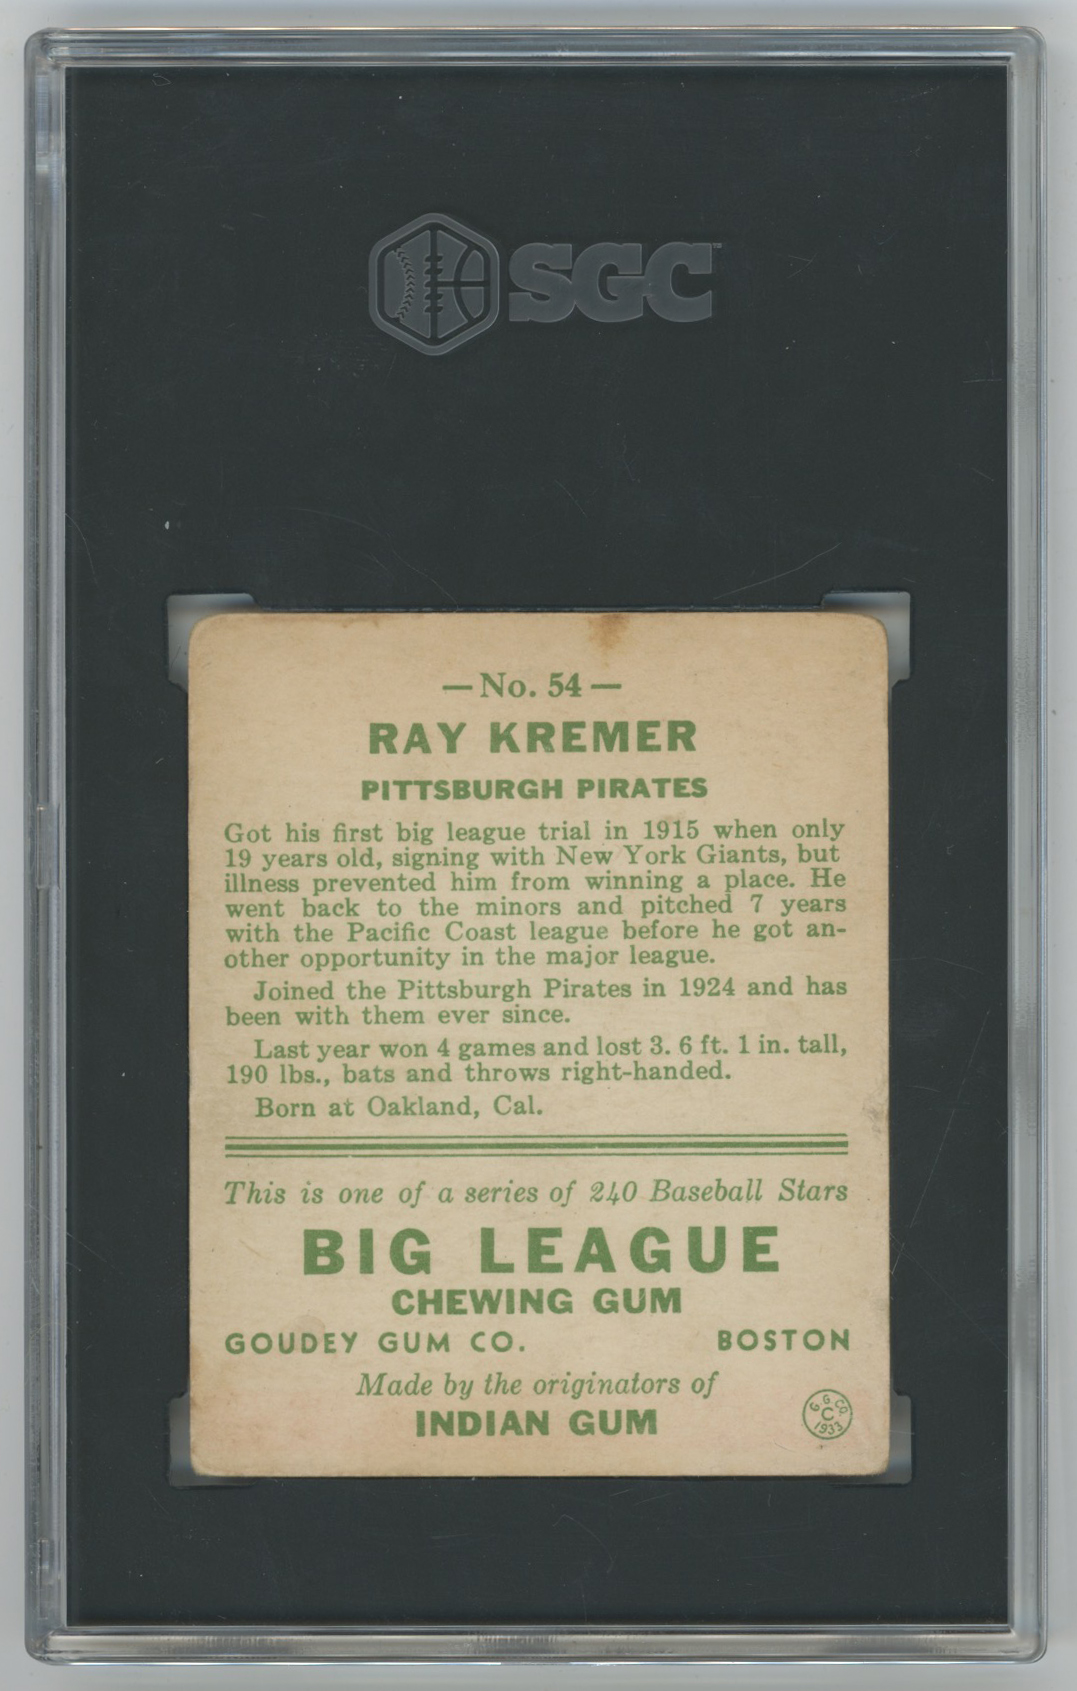 SGC™
—No. 54—
RAY KREMER
PITTSBURGH PIRATES
Got his first big league trial in 1915 when only
19 years old, signing with New York Giants, but
illness prevented him from winning a place. He
went back to the minors and pitched 7 years
with the Pacific Coast league before he got an-
other opportunity in the major league.
Joined the Pittsburgh Pirates in 1924 and has
been with them ever since.
Last year won 4 games and lost 3. 6 ft. 1 in. tall,
190 lbs., bats and throws right-handed.
Born at Oakland, Cal.
This is one of a series of 240 Baseball Stars
BIG LEAGUE
CHEWING GUM
GOUDEY GUM CO. BOSTON
Made by the originators of
INDIAN GUM
G. G. CO.
C
1933